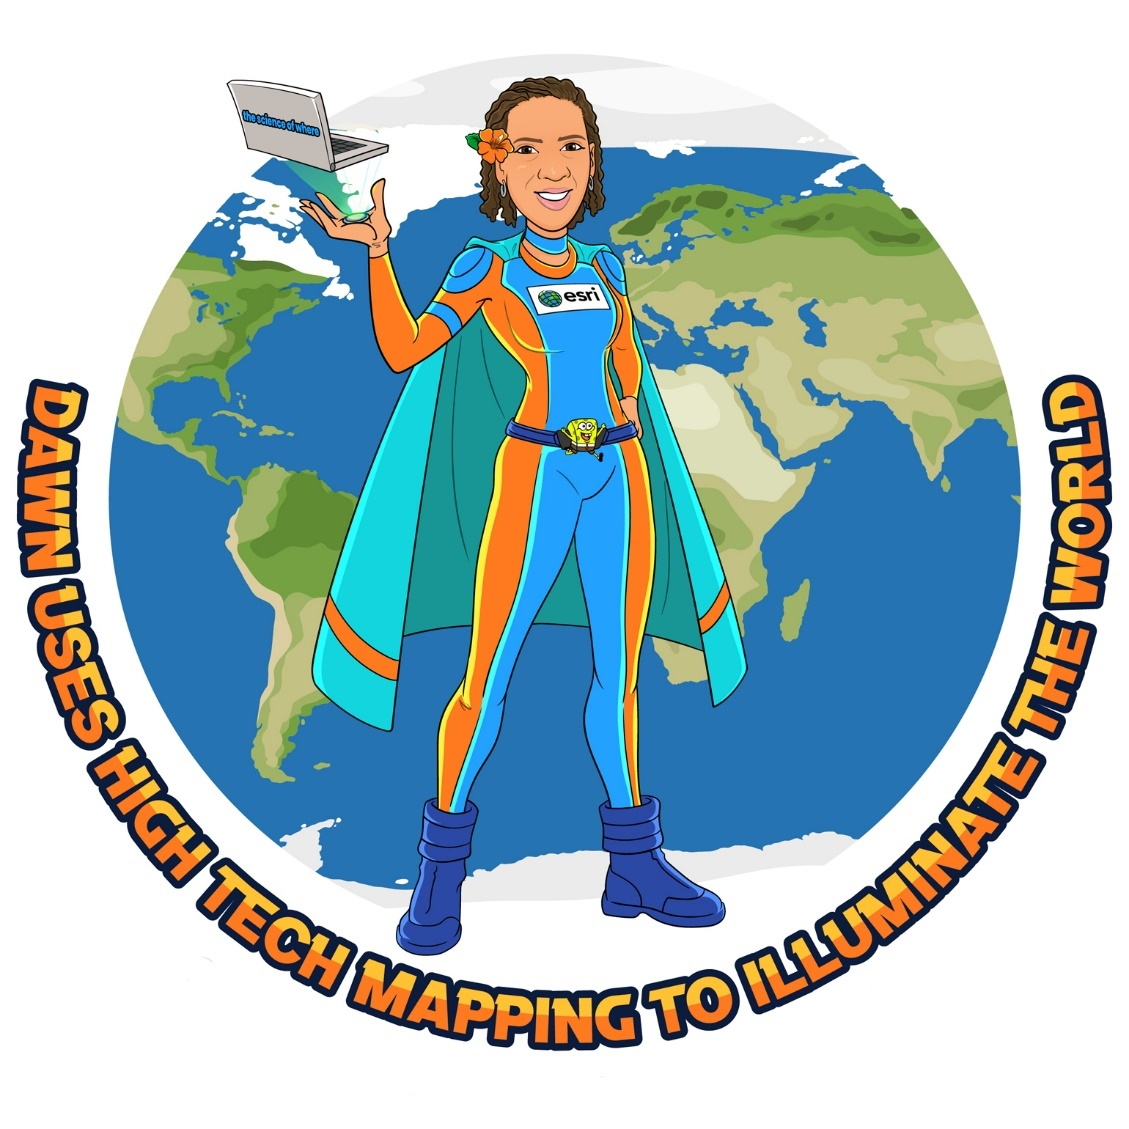 the science of where
esri
DAWN USES HIGH TECH MAPPING TO ILLUMINATE THE WORLD